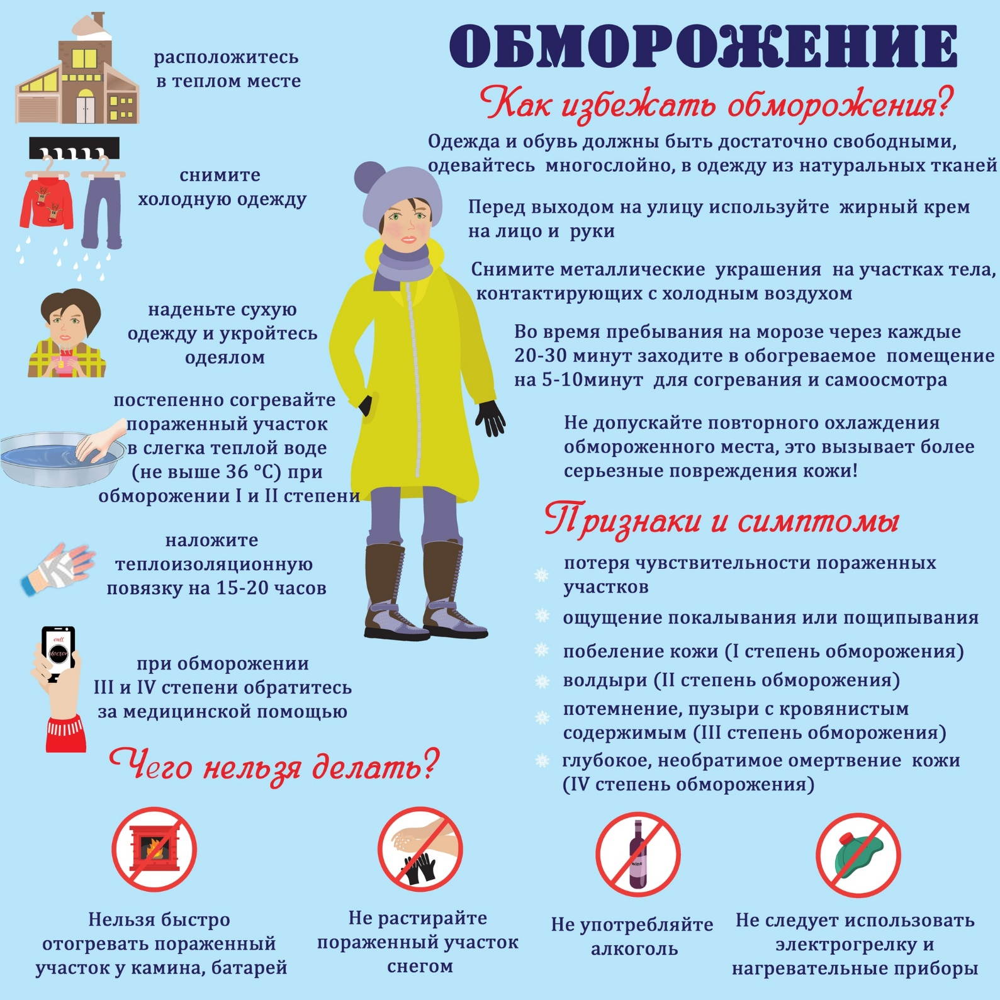 ОБМОРОЖЕНИЕ
Как избежать обморожения?
Одежда и обувь должны быть достаточно свободными,
одевайтесь многослойно, в одежду из натуральных тканей
Перед выходом на улицу используйте жирный крем
на лицо и руки
Снимите металлические украшения на участках тела,
контактирующих с холодным воздухом
Во время пребывания на морозе через каждые
20-30 минут заходите в обогреваемое помещение
на 5-10минут для согревания и самоосмотра
Не допускайте повторного охлаждения
обмороженного места, это вызывает более
серьезные повреждения кожи!
расположитесь
в теплом месте
снимите
холодную одежду
наденьте сухую
одежду и укройтесь
одеялом
постепенно согревайте
пораженный участок
в слегка теплой воде
(не выше 36 °С) при
обморожении I и II степени
наложите
теплоизоляционную
повязку на 15-20 часов
call
doctor
при обморожении
III и IV степени обратитесь
за медицинской помощью
Признаки и симптомы
потеря чувствительности пораженных
участков
ощущение покалывания или пощипывания
побеление кожи (I степень обморожения)
волдыри (II степень обморожения)
потемнение, пузыри с кровянистым
содержимым (III степень обморожения)
глубокое, необратимое омертвение кожи
(IV степень обморожения)
Чего нельзя делать?
Нельзя быстро
отогревать пораженный
участок у камина, батарей
Не растирайте
пораженный участок
снегом
wine
Не употребляйте
алкоголь
Не следует использовать
электрогрелку и
нагревательные приборы